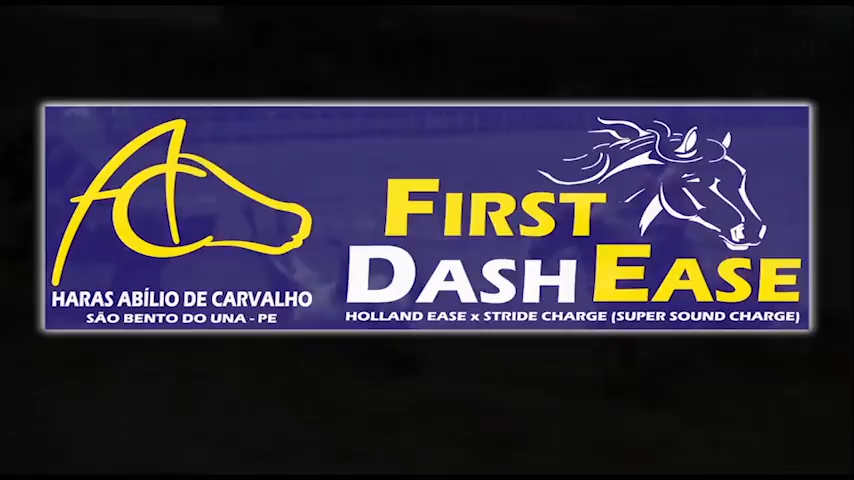 AC
HARAS ABÍLIO DE CARVALHO
SÃO BENTO DO UNA - PE
FIRST
DASH EASE
HOLLAND EASE x STRIDE CHARGE (SUPER SOUND CHARGE)